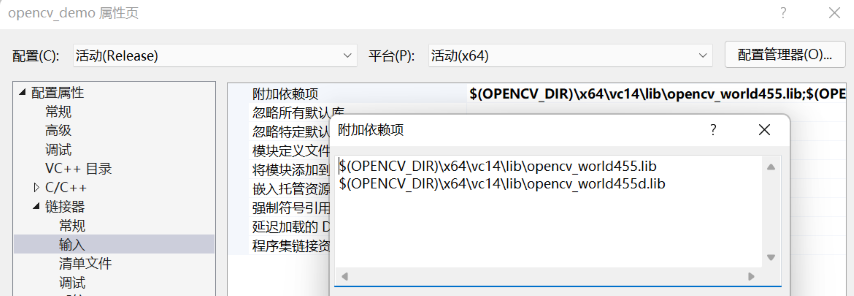 opencv_demo 属性页
配置(C): 活动(Release) 平台(P): 活动(x64) 配置管理器(O)...
配置属性
常规
高级
调试
VC++ 目录
C/C++
链接器
常规
输入
清单文件
调试
附加依赖项 $(OPENCV_DIR)\x64\vc14\lib\opencv_world455.lib;$(OPE
忽略所有默认库
忽略特定默认
模块定义文件
将模块添加到
嵌入托管资源
强制符号引用
延迟加载的 D
程序集链接资
附加依赖项
$(OPENCV_DIR)\x64\vc14\lib\opencv_world455.lib
$(OPENCV_DIR)\x64\vc14\lib\opencv_world455d.lib